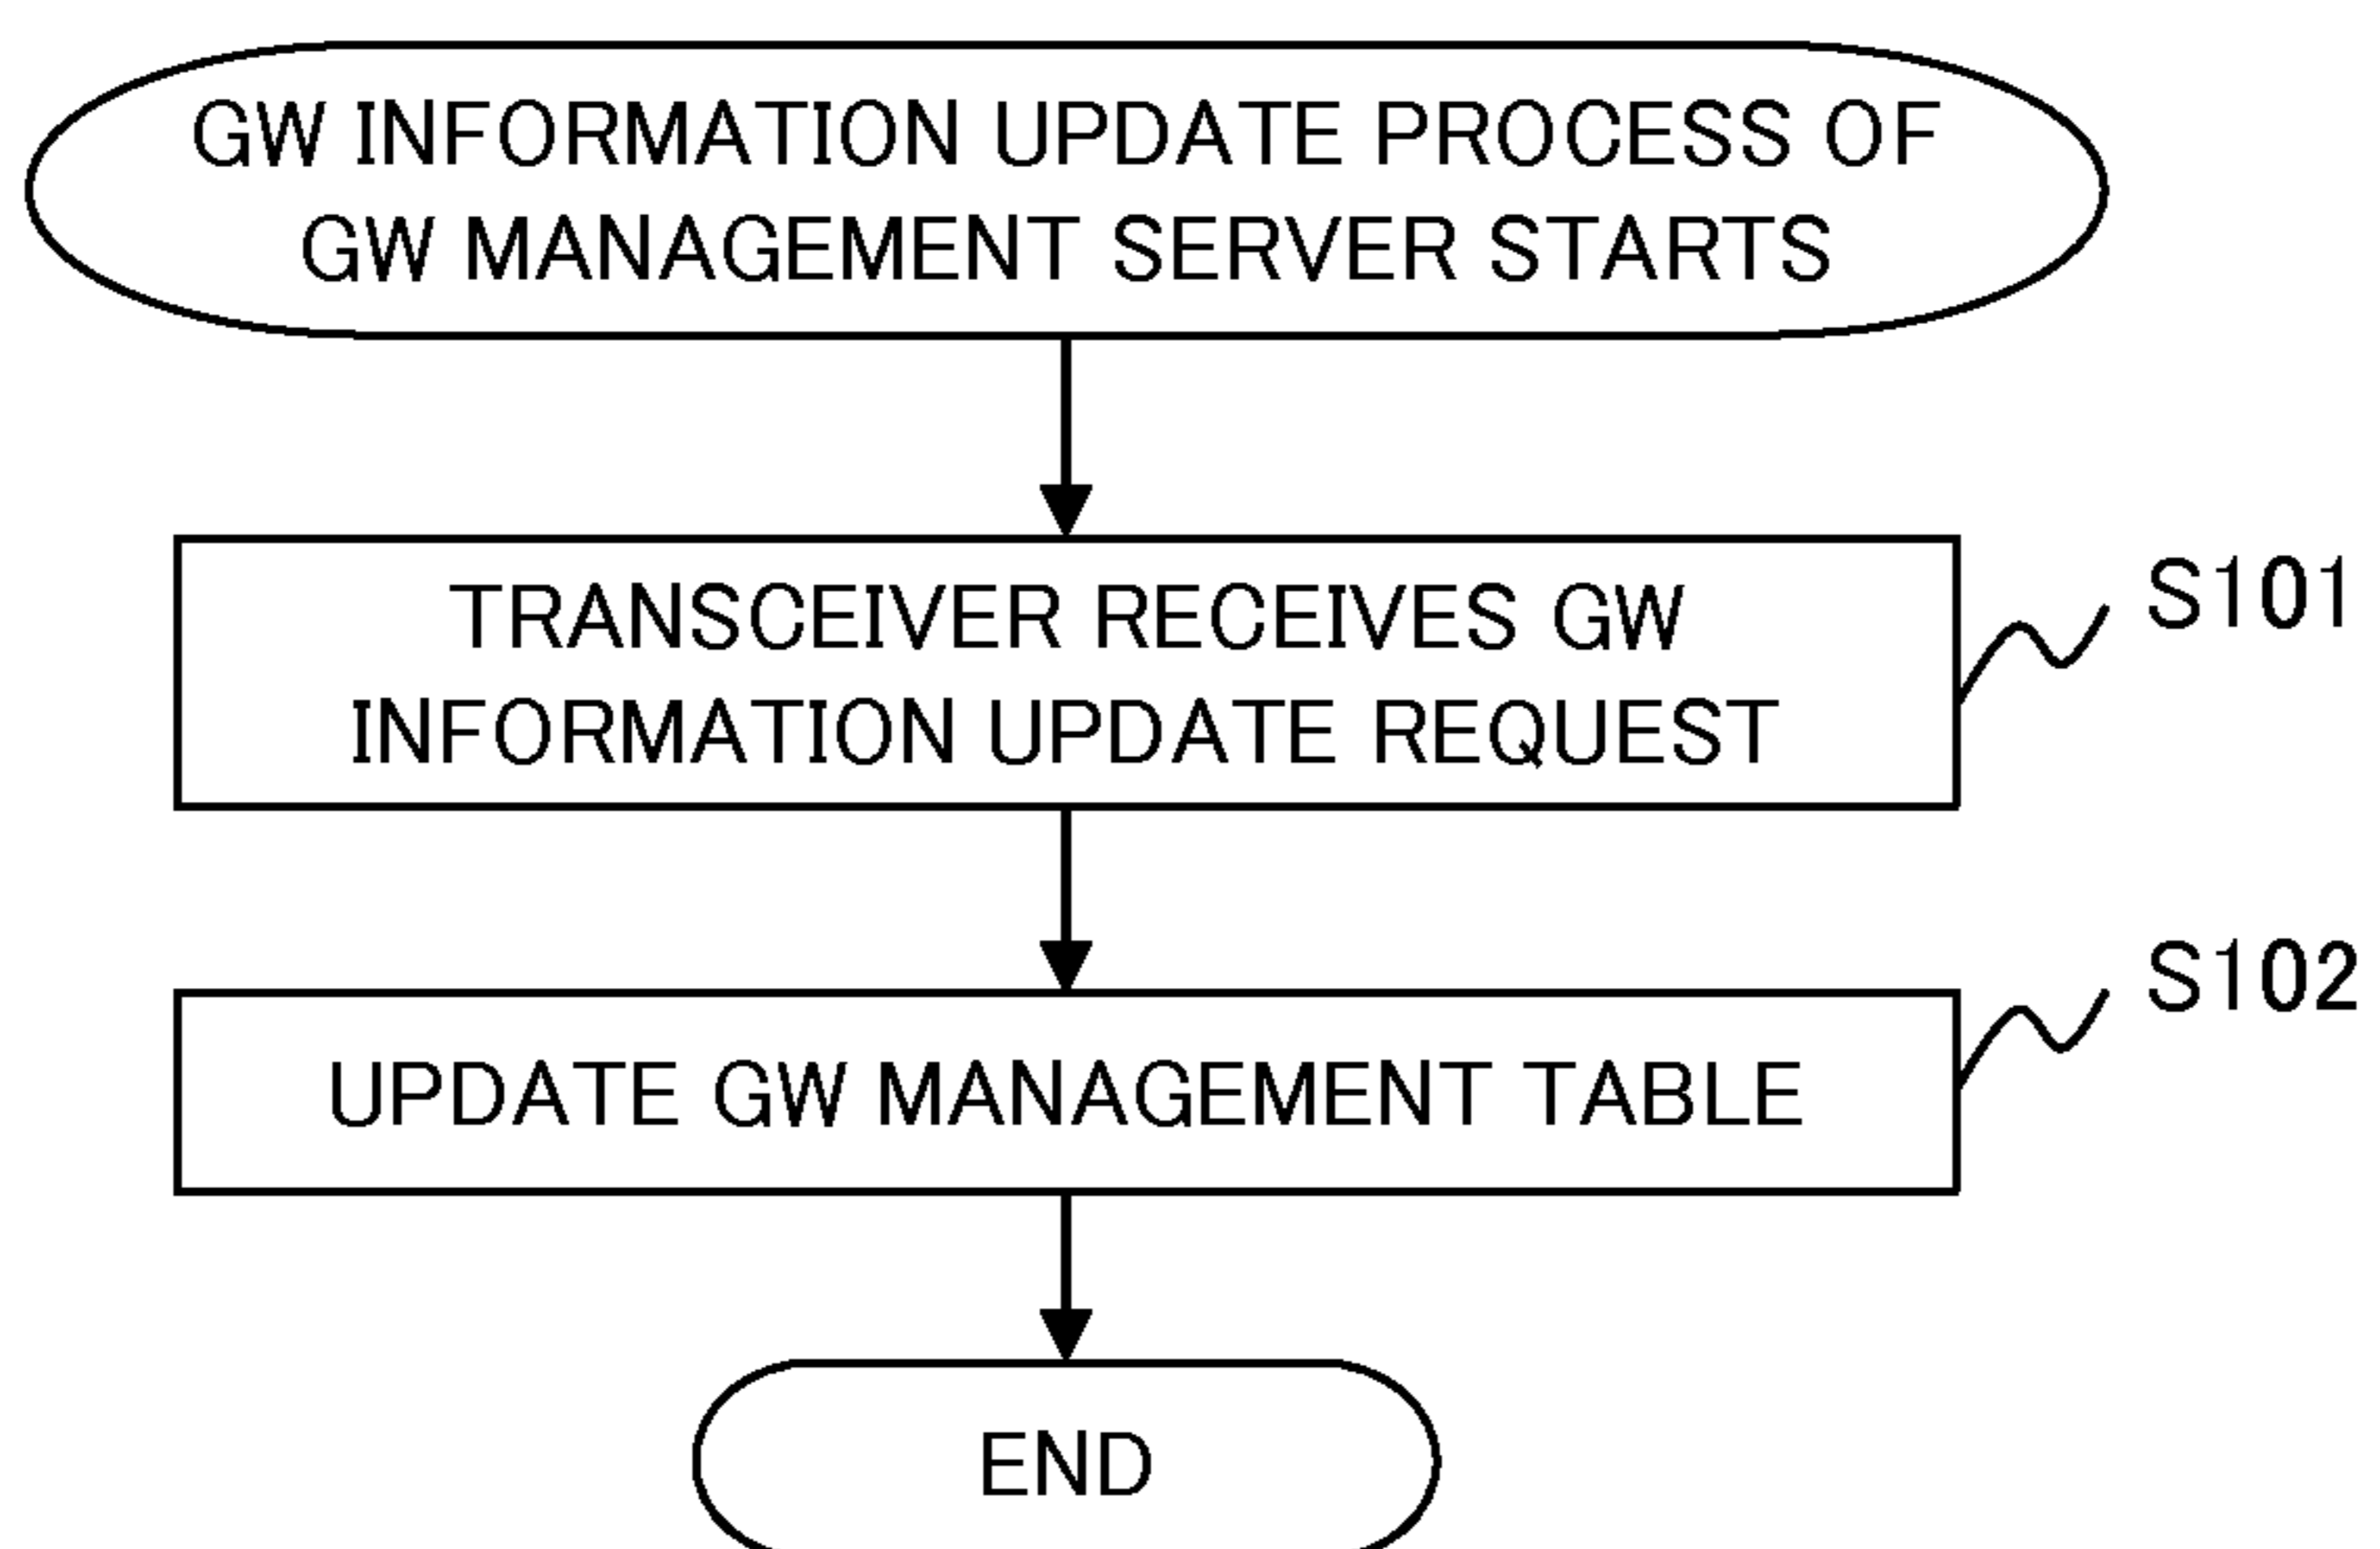 GW INFORMATION UPDATE PROCESS OF
GW MANAGEMENT SERVER STARTS
TRANSCEIVER RECEIVES GW
INFORMATION UPDATE REQUEST
S101
UPDATE GW MANAGEMENT TABLE
S102
END